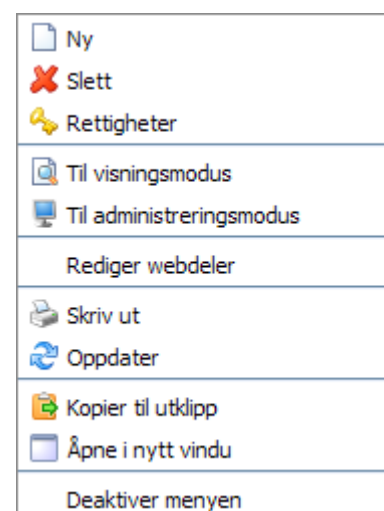 Ny
Slett
Rettigheter
Til visningsmodus
Til administreringsmodus
Rediger webdeler
Skriv ut
Oppdater
Kopier til utklipp
Åpne i nytt vindu
Deaktiver menyen